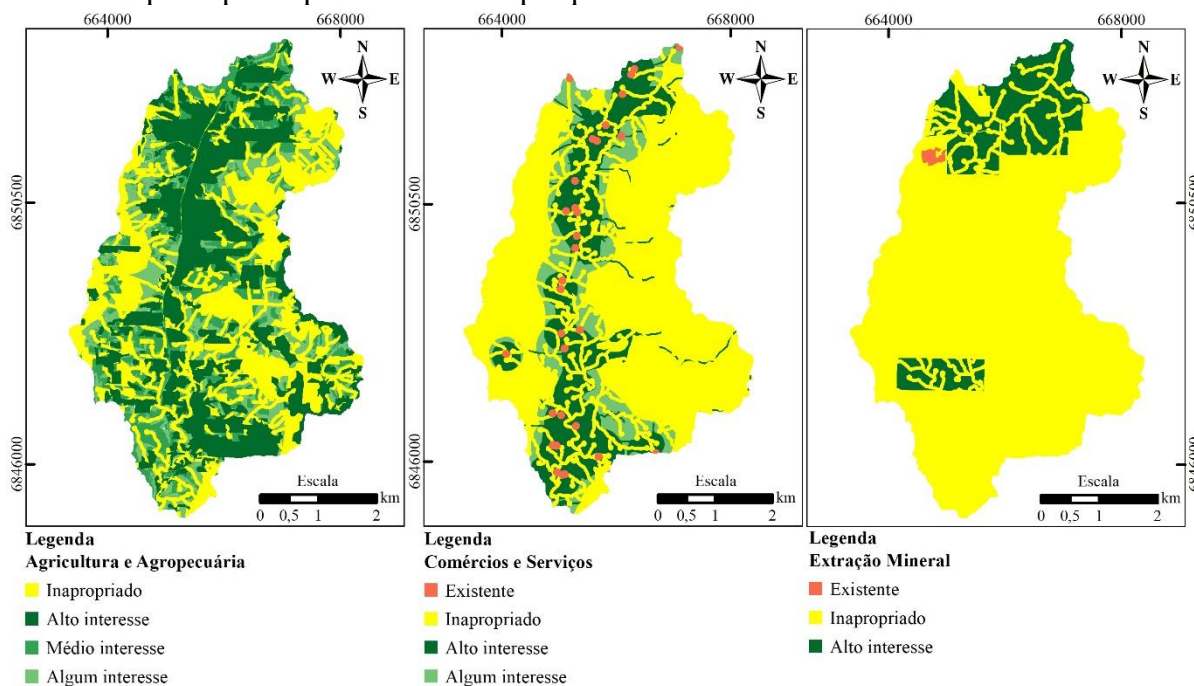 664000 668000
N
W E
S
6850500
6846000
Escala
km
0 0,5 1 2
Legenda
Agricultura e Agropecuária
Inapropriado
Alto interesse
Médio interesse
Algum interesse
664000 668000
N
W E
S
6850500
6846000
Escala
km
0 0,5 1 2
Legenda
Comércios e Serviços
Existente
Inapropriado
Alto interesse
Algum interesse
664000 668000
N
W E
S
6850500
6846000
Escala
km
0 0,5 1 2
Legenda
Extração Mineral
Existente
Inapropriado
Alto interesse